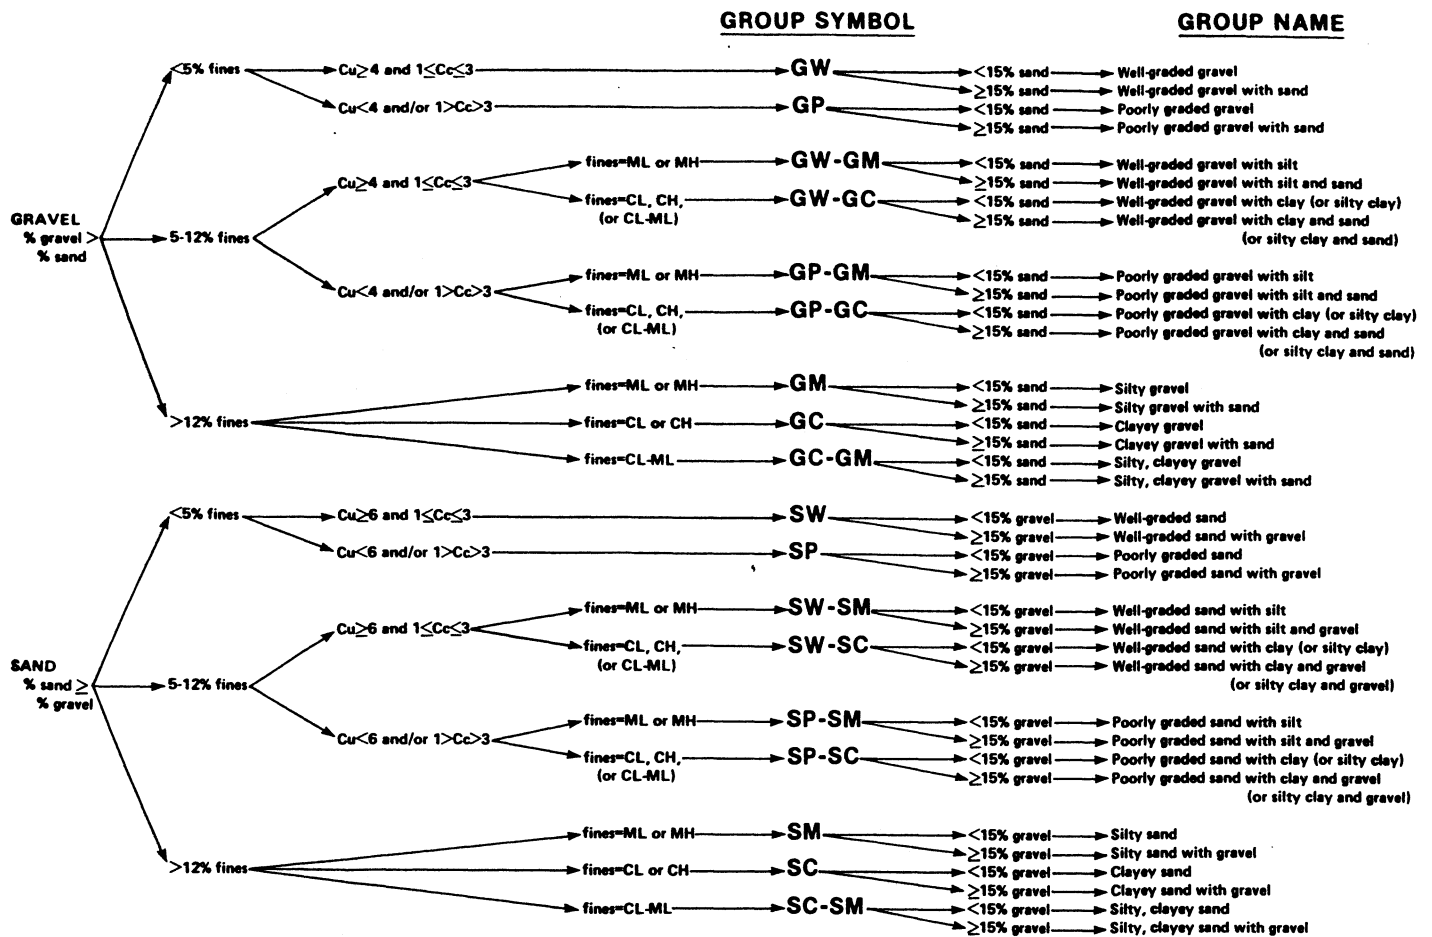 GROUP SYMBOL GROUP NAME
<5% fines Cu≥4 and 1≤Cc≤3 GW <15% sand Well-graded gravel
≥15% sand Well-graded gravel with sand
Cu<4 and/or 1>Cc>3 GP <15% sand Poorly graded gravel
≥15% sand Poorly graded gravel with sand
fines=ML or MH GW-GM <15% sand Well-graded gravel with silt
Cu≥4 and 1≤Cc≤3 ≥15% sand Well-graded gravel with silt and sand
fines=CL, CH, GW-GC <15% sand Well-graded gravel with clay (or silty clay)
(or CL-ML) ≥15% sand Well-graded gravel with clay and sand
GRAVEL
% gravel > 5-12% fines (or silty clay and sand)
% sand
fines=ML or MH GP-GM <15% sand Poorly graded gravel with silt
Cu<4 and/or 1>Cc>3 ≥15% sand Poorly graded gravel with silt and sand
fines=CL, CH, GP-GC <15% sand Poorly graded gravel with clay (or silty clay)
(or CL-ML) ≥15% sand Poorly graded gravel with clay and sand
(or silty clay and sand)
fines=ML or MH GM <15% sand Silty gravel
≥15% sand Silty gravel with sand
>12% fines fines=CL or CH GC <15% sand Clayey gravel
≥15% sand Clayey gravel with sand
fines=CL-ML GC-GM <15% sand Silty, clayey gravel
≥15% sand Silty, clayey gravel with sand
<5% fines Cu≥6 and 1≤Cc≤3 SW <15% gravel Well-graded sand
≥15% gravel Well-graded sand with gravel
Cu<6 and/or 1>Cc>3 SP <15% gravel Poorly graded sand
≥15% gravel Poorly graded sand with gravel
fines=ML or MH SW-SM <15% gravel Well-graded sand with silt
Cu≥6 and 1≤Cc≤3 ≥15% gravel Well-graded sand with silt and gravel
fines=CL, CH, SW-SC <15% gravel Well-graded sand with clay (or silty clay)
SAND (or CL-ML) ≥15% gravel Well-graded sand with clay and gravel
% sand ≥ 5-12% fines (or silty clay and gravel)
% gravel
fines=ML or MH SP-SM <15% gravel Poorly graded sand with silt
Cu<6 and/or 1>Cc>3 ≥15% gravel Poorly graded sand with silt and gravel
fines=CL, CH, SP-SC <15% gravel Poorly graded sand with clay (or silty clay)
(or CL-ML) ≥15% gravel Poorly graded sand with clay and gravel
(or silty clay and gravel)
fines=ML or MH SM <15% gravel Silty sand
≥15% gravel Silty sand with gravel
>12% fines fines=CL or CH SC <15% gravel Clayey sand
≥15% gravel Clayey sand with gravel
fines=CL-ML SC-SM <15% gravel Silty, clayey sand
≥15% gravel Silty, clayey sand with gravel